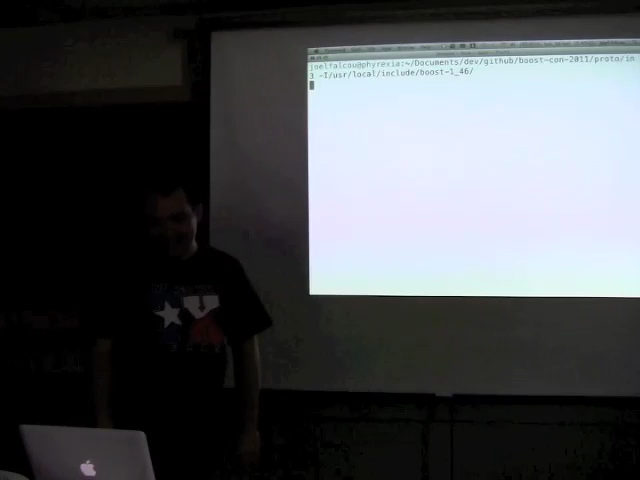 joelfalcou@phyrexia:~/Documents/dev/github/boost-con-2011/proto/in
3 -I/usr/local/include/boost-1_46/